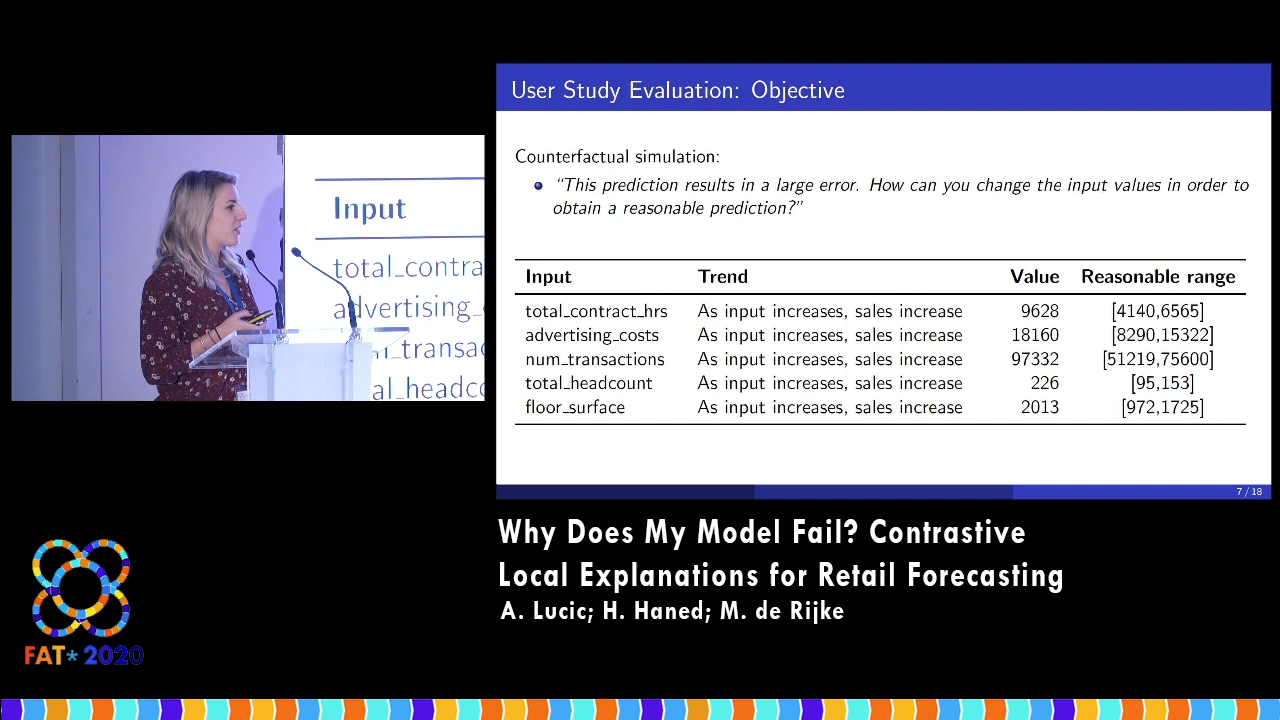 User Study Evaluation: Objective
Counterfactual simulation:
“This prediction results in a large error. How can you change the input values in order to
obtain a reasonable prediction?”
Input Trend Value Reasonable range
total_contract_hrs As input increases, sales increase 9628 [4140,6565]
advertising_costs As input increases, sales increase 18160 [8290,15322]
num_transactions As input increases, sales increase 97332 [51219,75600]
total_headcount As input increases, sales increase 226 [95,153]
floor_surface As input increases, sales increase 2013 [972,1725]
7 / 18
Input
total_contra
advertising_
_transac
al_headc
Why Does My Model Fail? Contrastive
Local Explanations for Retail Forecasting
A. Lucic; H. Haned; M. de Rijke
FAT* 2020